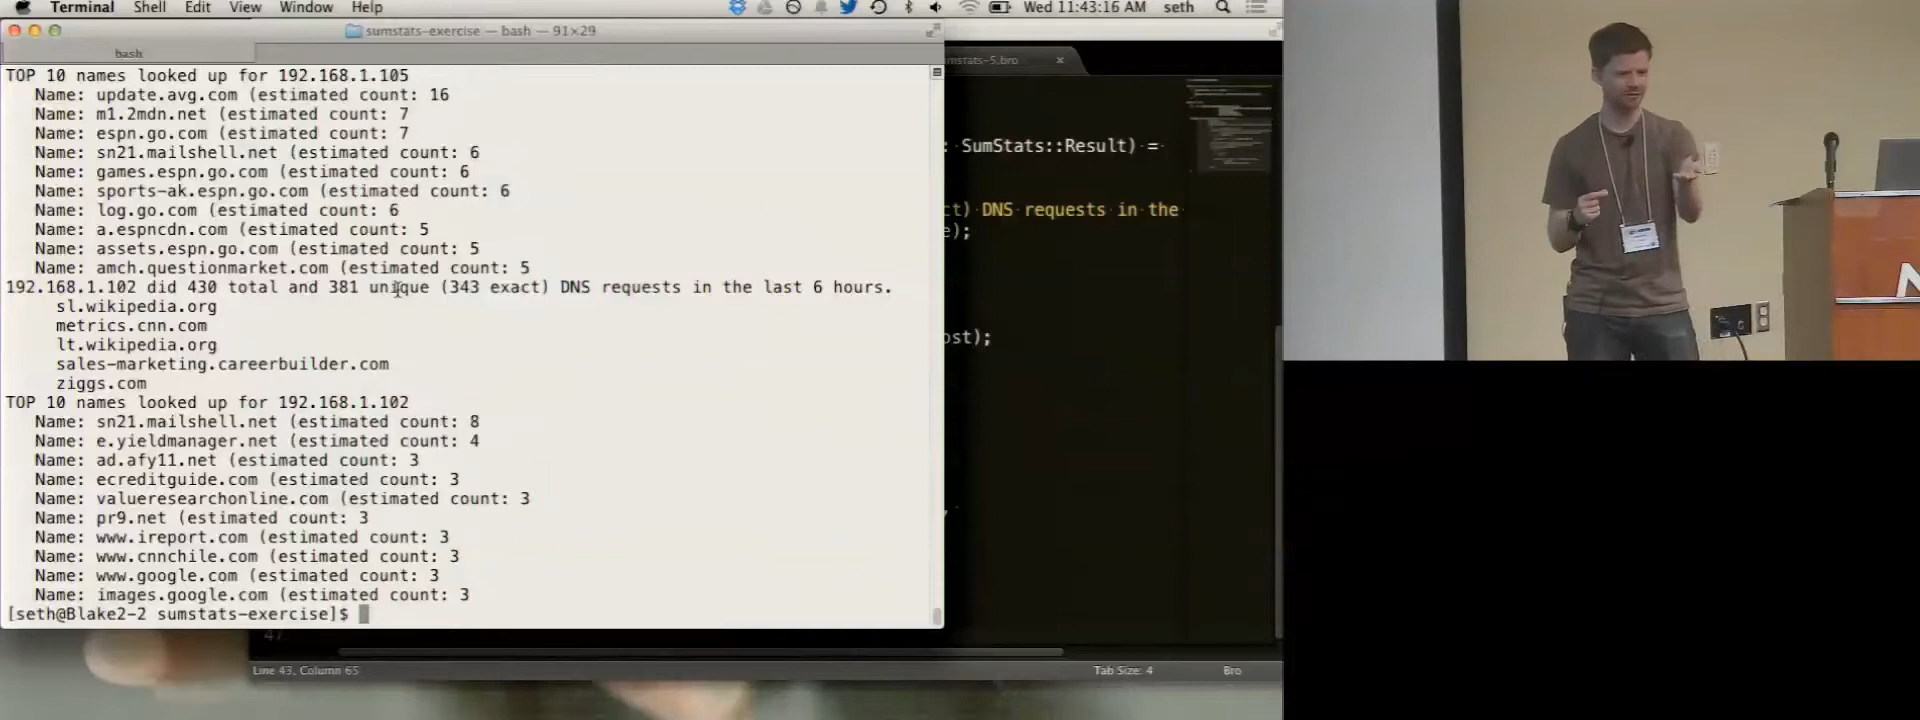 Terminal Shell Edit View Window Help Wed 11:43:16 AM seth
sumstats-exercise — bash — 91×29
bash
TOP 10 names looked up for 192.168.1.105
Name: update.avg.com (estimated count: 16
Name: m1.2mdn.net (estimated count: 7
Name: espn.go.com (estimated count: 7
Name: sn21.mailshell.net (estimated count: 6
Name: games.espn.go.com (estimated count: 6
Name: sports-ak.espn.go.com (estimated count: 6
Name: log.go.com (estimated count: 6
Name: a.espncdn.com (estimated count: 5
Name: assets.espn.go.com (estimated count: 5
Name: amch.questionmarket.com (estimated count: 5
192.168.1.102 did 430 total and 381 unique (343 exact) DNS requests in the last 6 hours.
sl.wikipedia.org
metrics.cnn.com
lt.wikipedia.org
sales-marketing.careerbuilder.com
ziggs.com
TOP 10 names looked up for 192.168.1.102
Name: sn21.mailshell.net (estimated count: 8
Name: e.yieldmanager.net (estimated count: 4
Name: ad.afy11.net (estimated count: 3
Name: ecreditguide.com (estimated count: 3
Name: valueresearchonline.com (estimated count: 3
Name: pr9.net (estimated count: 3
Name: www.ireport.com (estimated count: 3
Name: www.cnnchile.com (estimated count: 3
Name: www.google.com (estimated count: 3
Name: images.google.com (estimated count: 3
[seth@Blake2-2 sumstats-exercise]$
mstats-5.bro
: SumStats::Result) =
ct) DNS requests in the
e);
ost);
,
47
Line 43, Column 65 Tab Size: 4 Bro
N